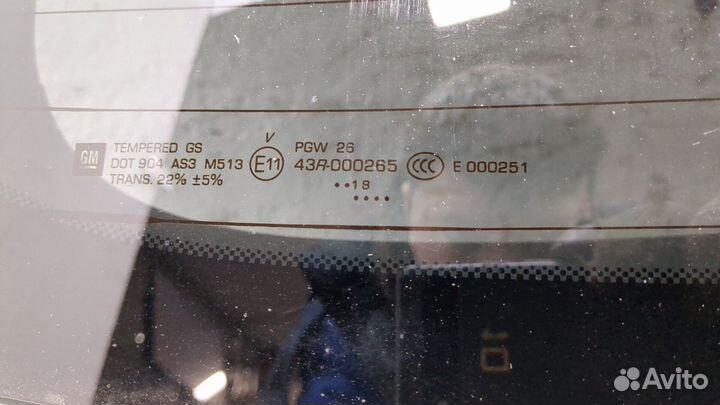 GM
TEMPERED GS
DOT 904 AS3 M513
TRANS. 22% ±5%
V
E11
PGW 26
43R-000265
••18
••••
CCC
E 000251
Avito